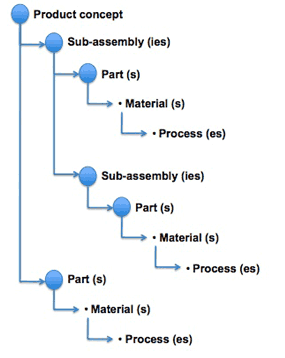 Product concept
Sub-assembly (ies)
Part (s)
• Material (s)
• Process (es)
Sub-assembly (ies)
Part (s)
• Material (s)
• Process (es)
Part (s)
• Material (s)
• Process (es)